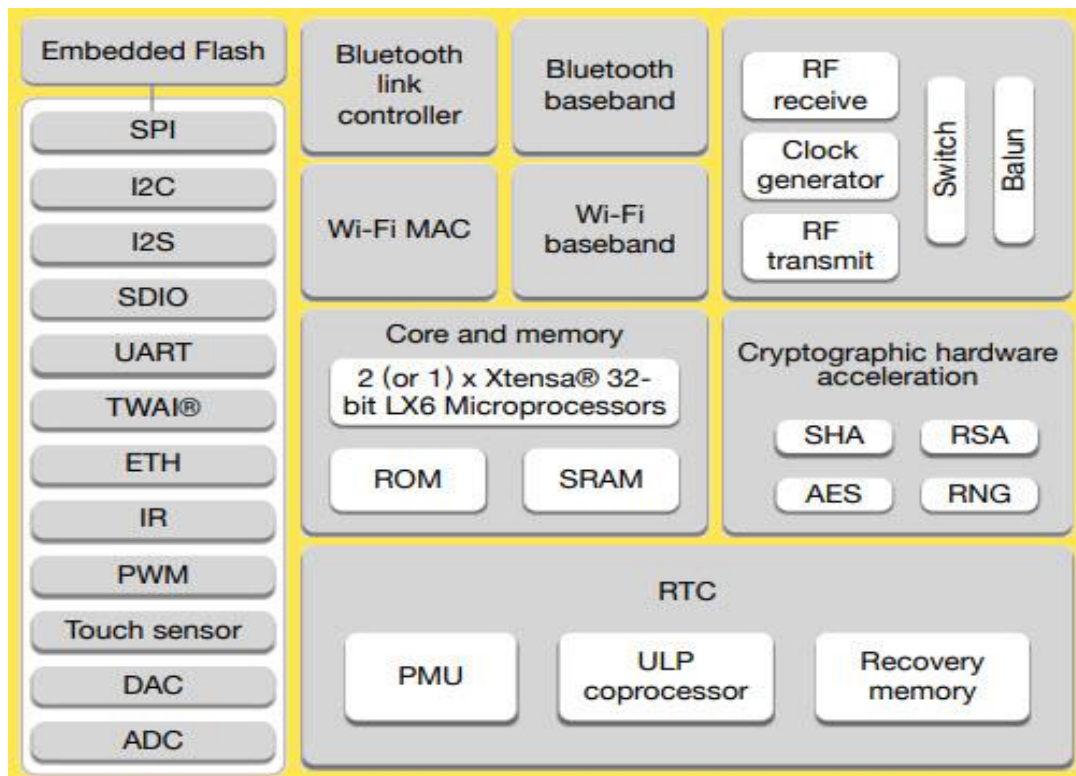 Embedded Flash
SPI
I2C
I2S
SDIO
UART
TWAI®
ETH
IR
PWM
Touch sensor
DAC
ADC
Bluetooth
link
controller
Bluetooth
baseband
Wi-Fi MAC
Wi-Fi
baseband
RF
receive
Clock
generator
RF
transmit
Switch
Balun
Core and memory
2 (or 1) x Xtensa® 32-
bit LX6 Microprocessors
ROM
SRAM
Cryptographic hardware
acceleration
SHA
RSA
AES
RNG
RTC
PMU
ULP
coprocessor
Recovery
memory